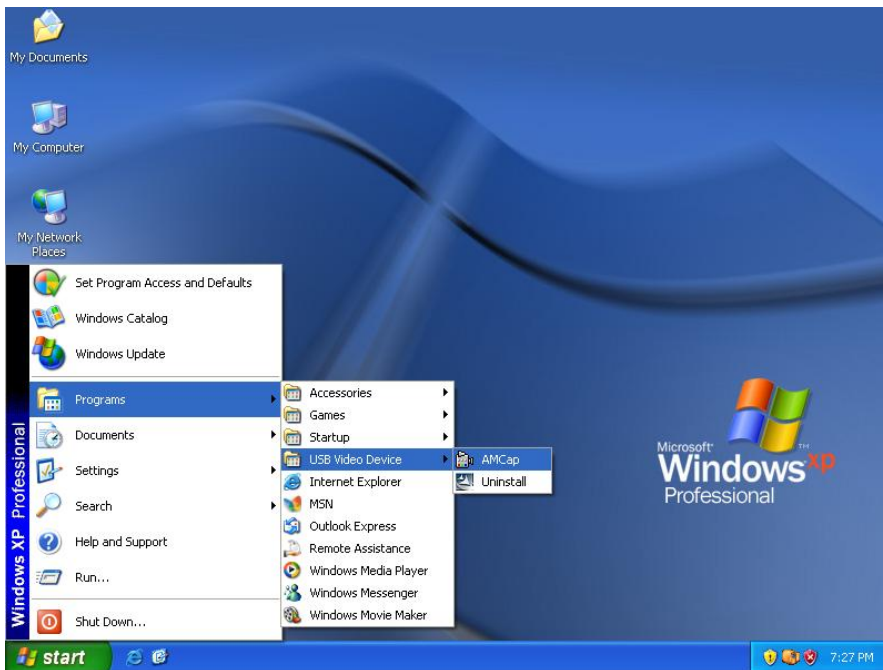 My Documents
My Computer
My Network
Places
Set Program Access and Defaults
Windows Catalog
Windows Update
Programs
Documents
Settings
Search
Help and Support
Run...
Shut Down...
Windows XP Professional
Accessories
Games
Startup
USB Video Device
Internet Explorer
MSN
Outlook Express
Remote Assistance
Windows Media Player
Windows Messenger
Windows Movie Maker
AMCap
Uninstall
Microsoft
Windows xp TM
Professional
start
7:27 PM